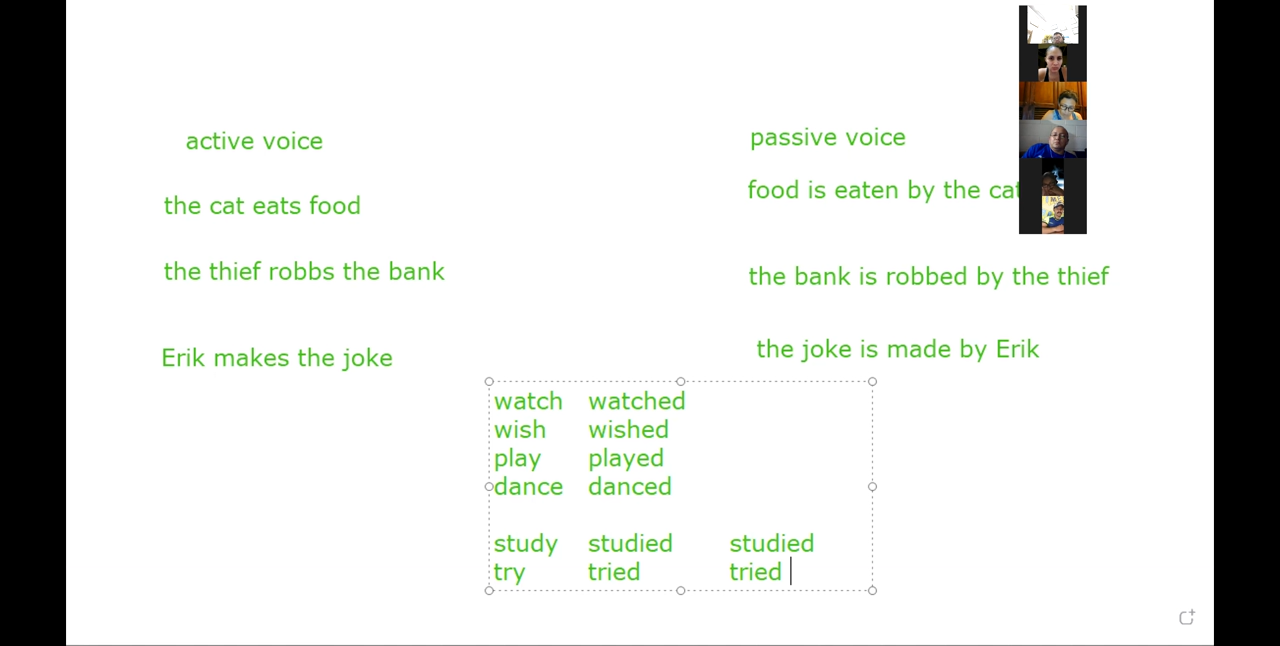 active voice
passive voice
the cat eats food
food is eaten by the cat
the thief robbs the bank
the bank is robbed by the thief
Erik makes the joke
the joke is made by Erik
watch watched
wish wished
play played
dance danced
study studied studied
try tried tried